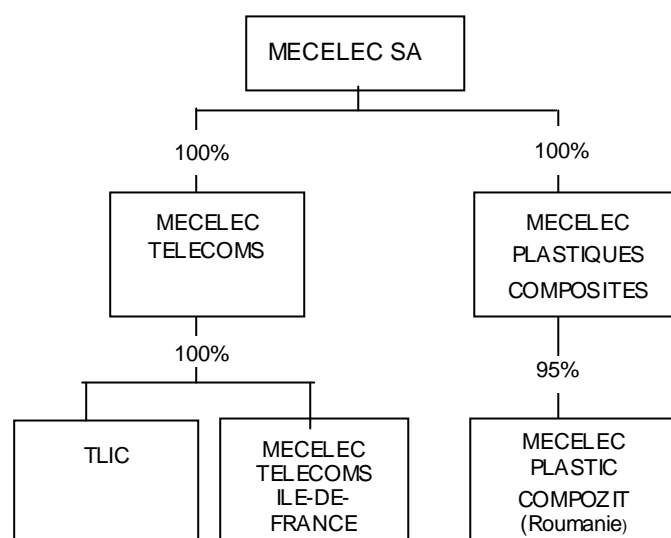 MECELEC SA
100%
100%
MECELEC
TELECOMS
MECELEC
PLASTIQUES
COMPOSITES
100%
95%
TLIC
MECELEC
TELECOMS
ILE-DE-
FRANCE
MECELEC
PLASTIC
COMPOZIT
(Roumanie)